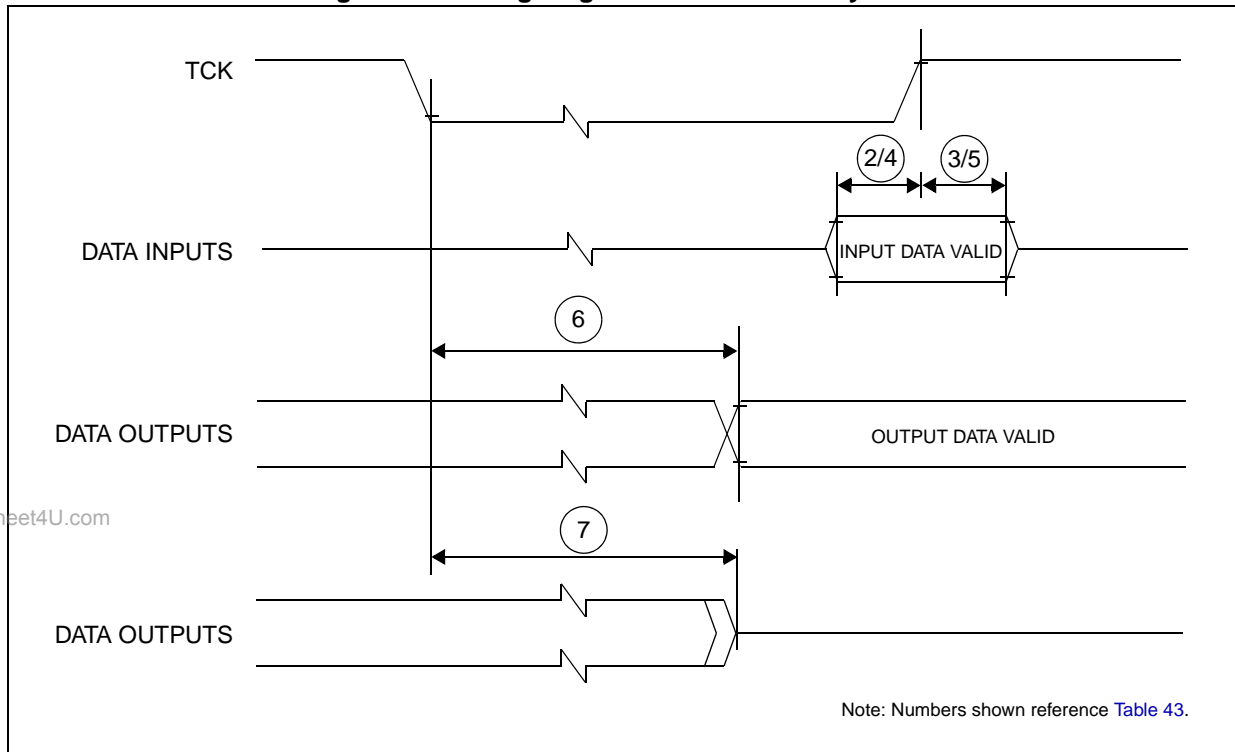 TCK
2/4
3/5
DATA INPUTS
INPUT DATA VALID
6
DATA OUTPUTS
OUTPUT DATA VALID
heet4U.com
7
DATA OUTPUTS
Note: Numbers shown reference Table 43.